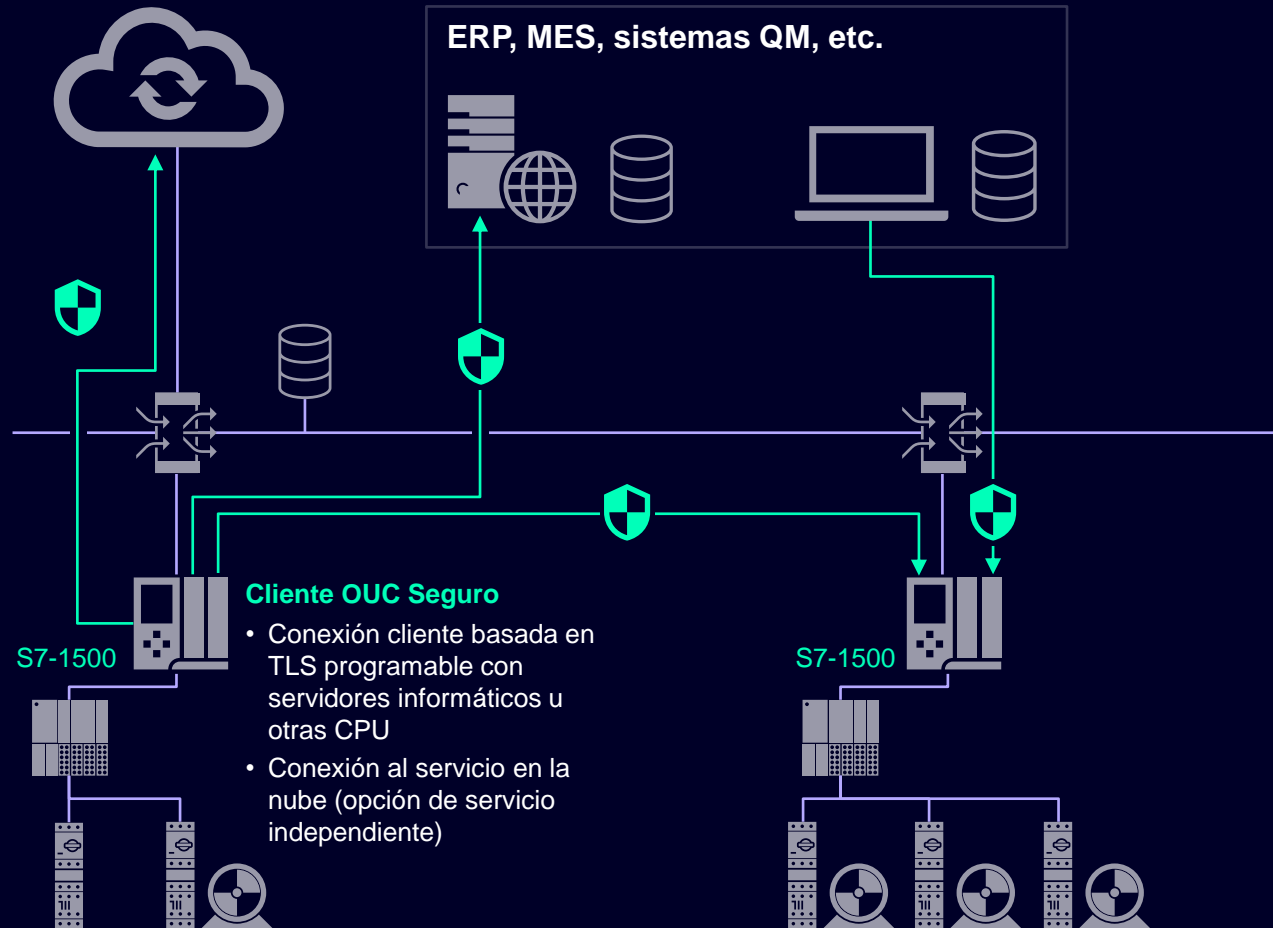 ERP, MES, sistemas QM, etc.
Cliente OUC Seguro
• Conexión cliente basada en
TLS programable con
servidores informáticos u
otras CPU
• Conexión al servicio en la
nube (opción de servicio
independiente)
S7-1500
S7-1500